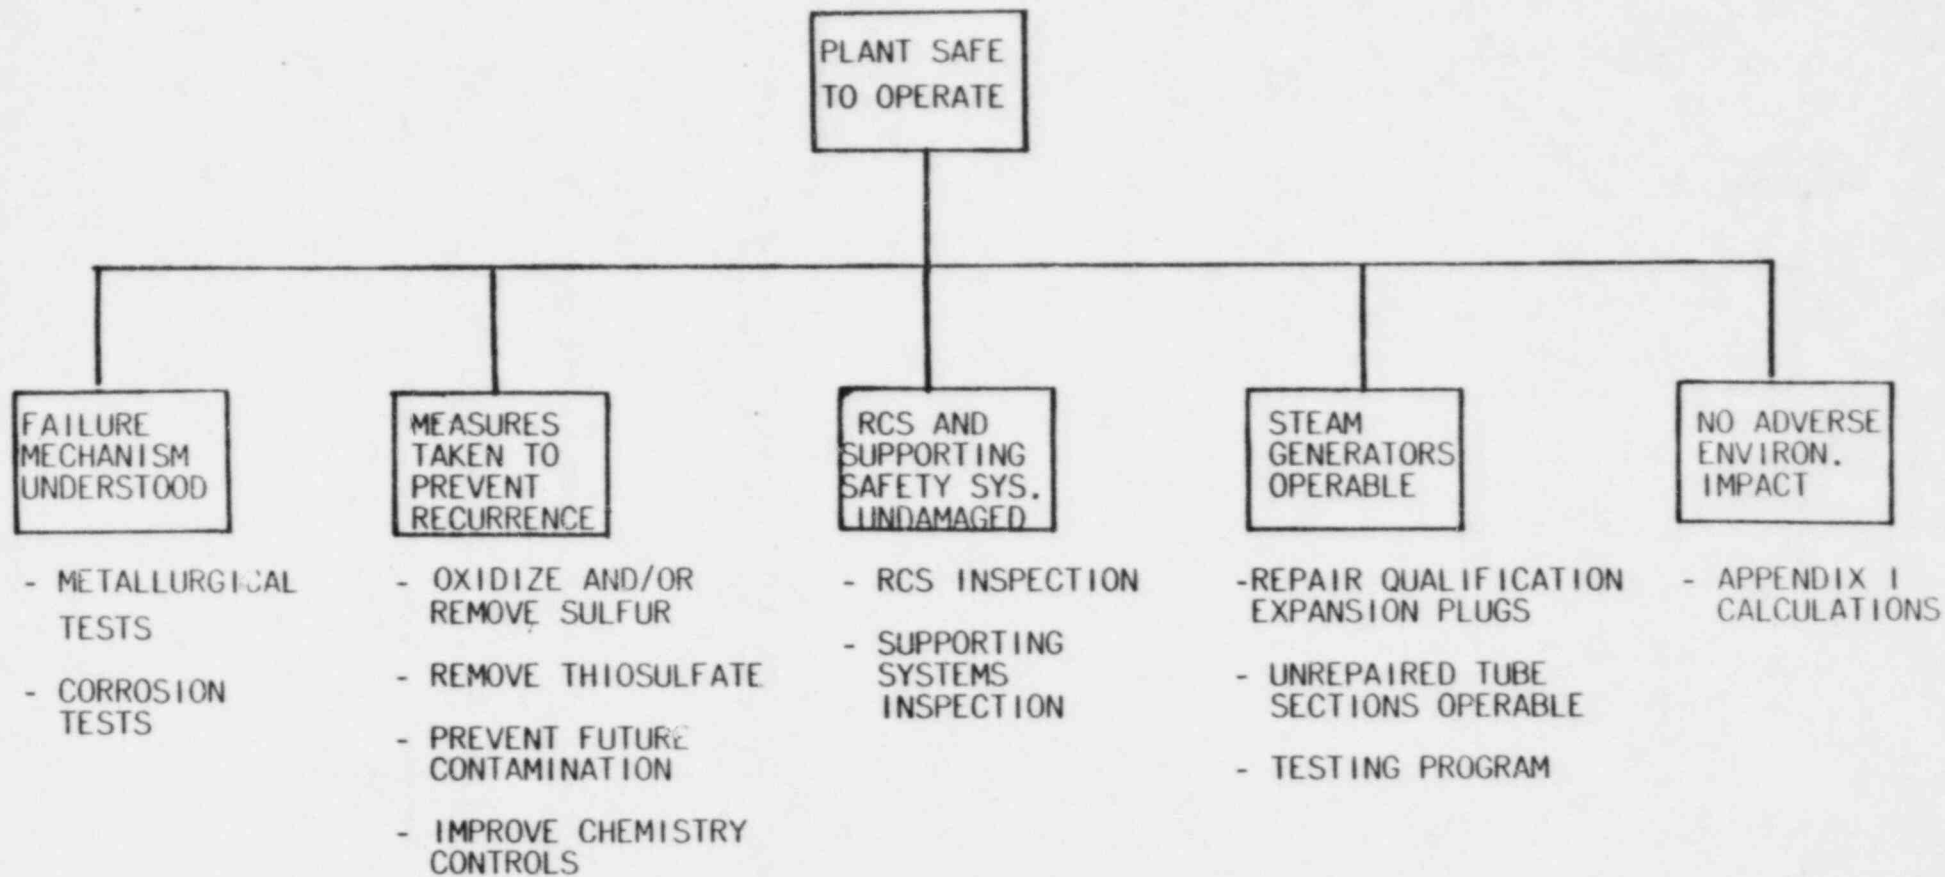 PLANT SAFE
TO OPERATE
FAILURE
MECHANISM
UNDERSTOOD
- METALLURGICAL
TESTS
- CORROSION
TESTS
MEASURES
TAKEN TO
PREVENT
RECURRENCE
- OXIDIZE AND/OR
REMOVE SULFUR
- REMOVE THIOSULFATE
- PREVENT FUTURE
CONTAMINATION
- IMPROVE CHEMISTRY
CONTROLS
RCS AND
SUPPORTING
SAFETY SYS.
UNDAMAGED
- RCS INSPECTION
- SUPPORTING
SYSTEMS
INSPECTION
STEAM
GENERATORS
OPERABLE
-REPAIR QUALIFICATION
EXPANSION PLUGS
- UNREPAIRED TUBE
SECTIONS OPERABLE
- TESTING PROGRAM
NO ADVERSE
ENVIRON.
IMPACT
- APPENDIX I
CALCULATIONS